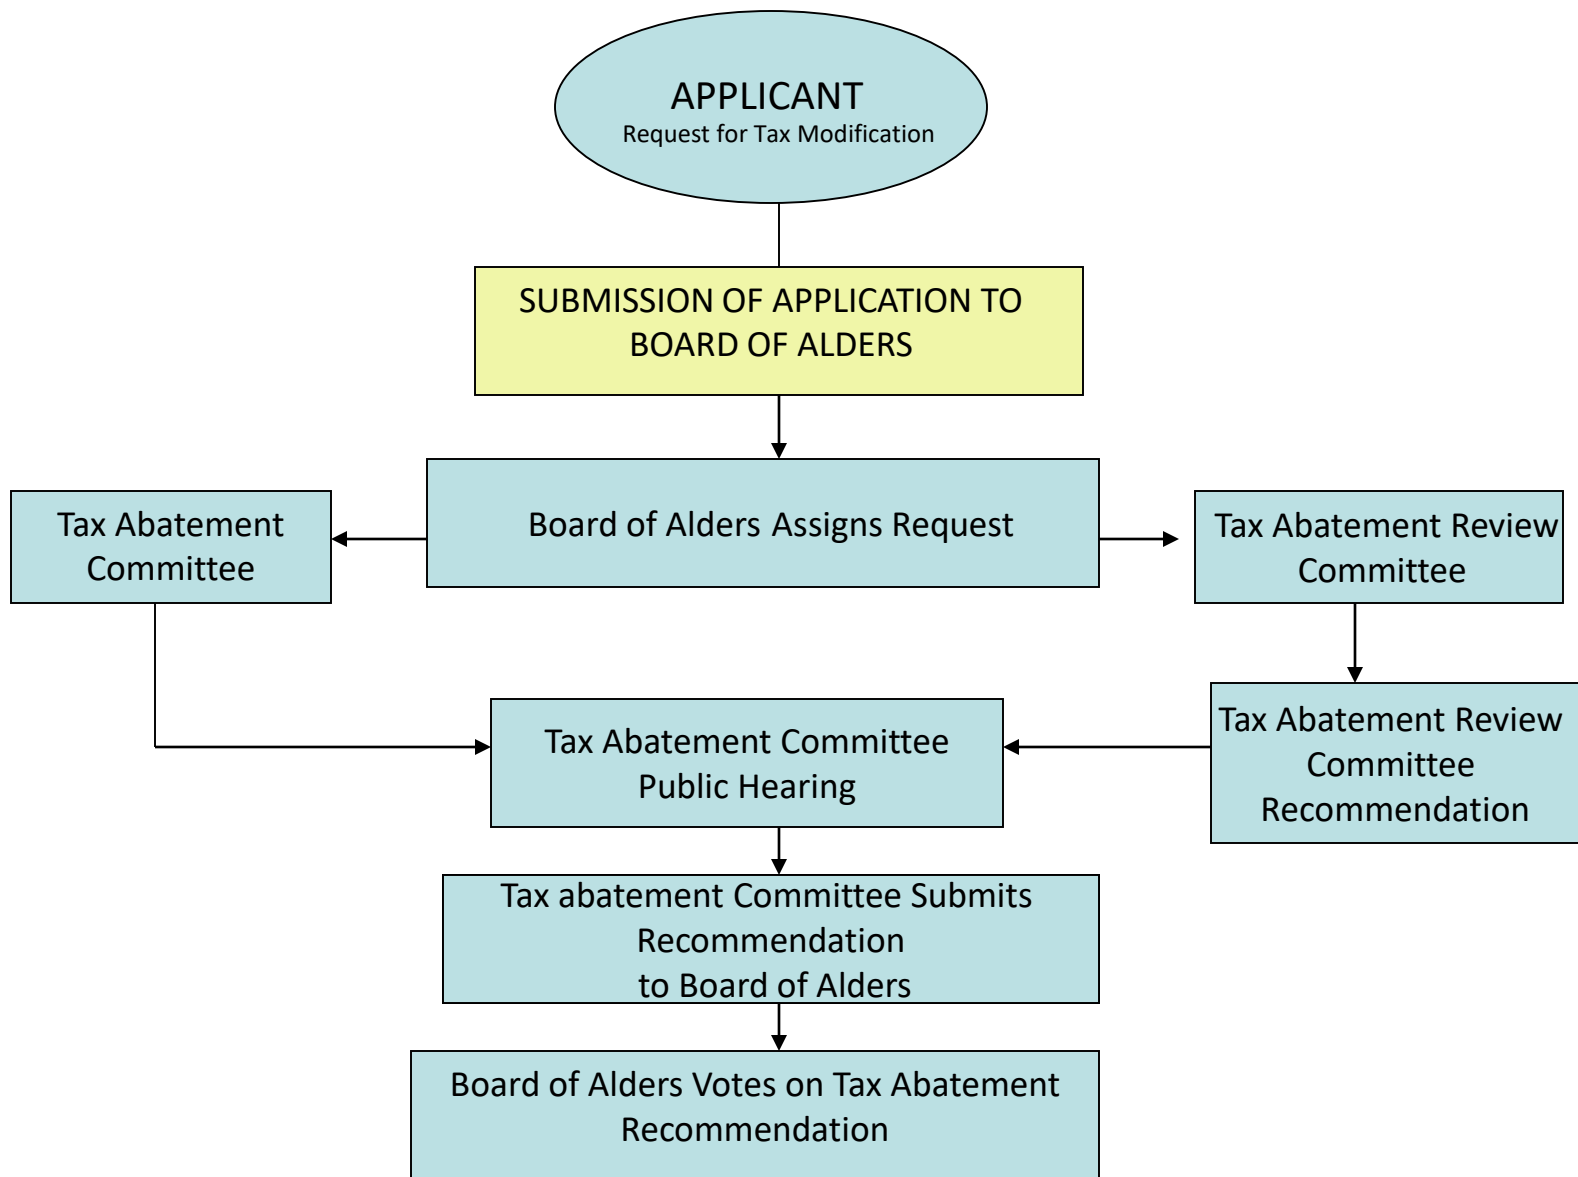 APPLICANT
Request for Tax Modification
SUBMISSION OF APPLICATION TO
BOARD OF ALDERS
Board of Alders Assigns Request
Tax Abatement
Committee
Tax Abatement Review
Committee
Tax Abatement Committee
Public Hearing
Tax Abatement Review
Committee
Recommendation
Tax abatement Committee Submits
Recommendation
to Board of Alders
Board of Alders Votes on Tax Abatement
Recommendation